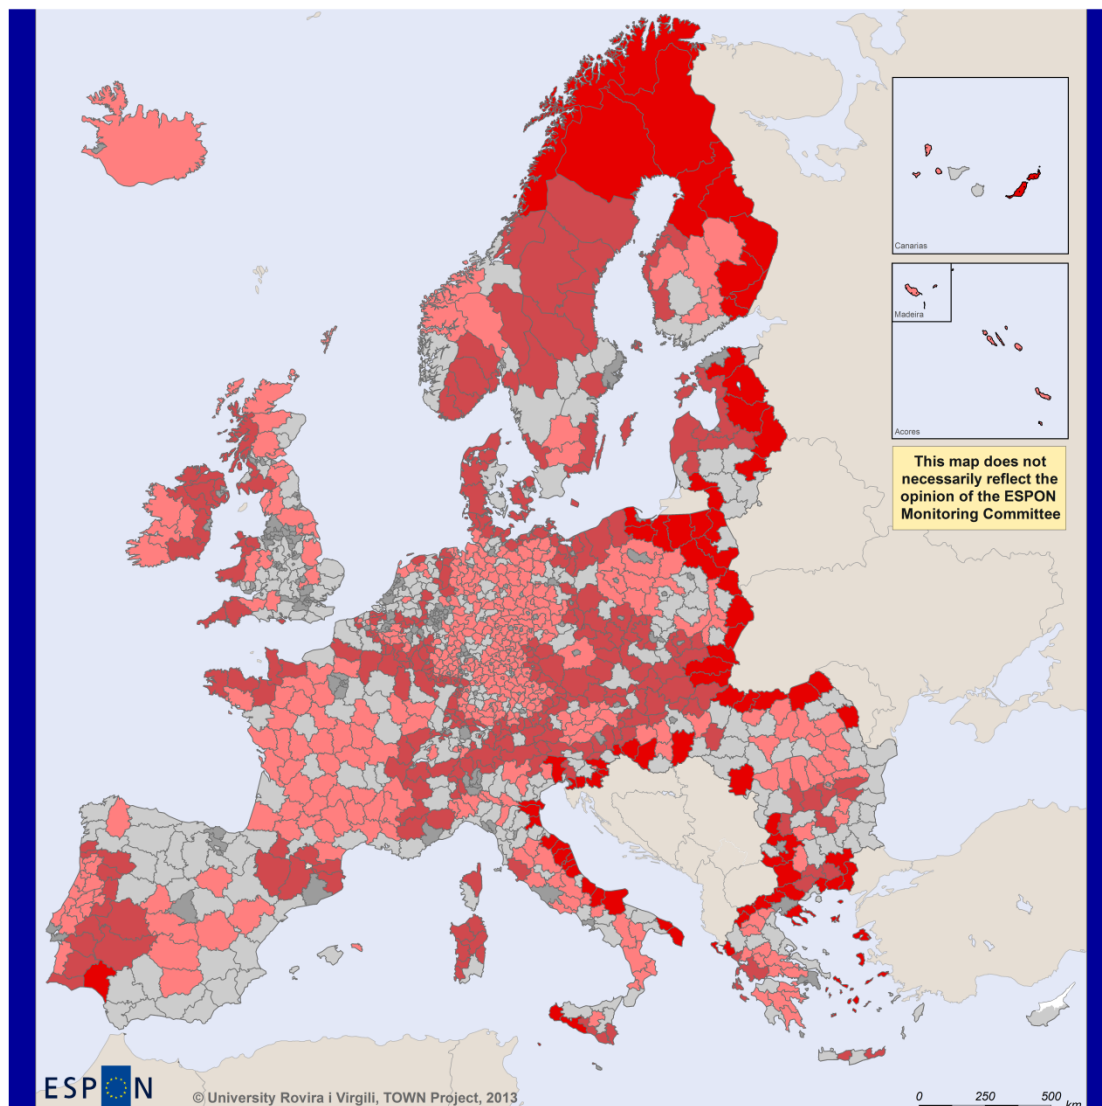 Canarias
Madeira
Acores
This map does not
necessarily reflect the
opinion of the ESPON
Monitoring Committee
ESPON
© University Rovira i Virgili, TOWN Project, 2013
0 250 500
km